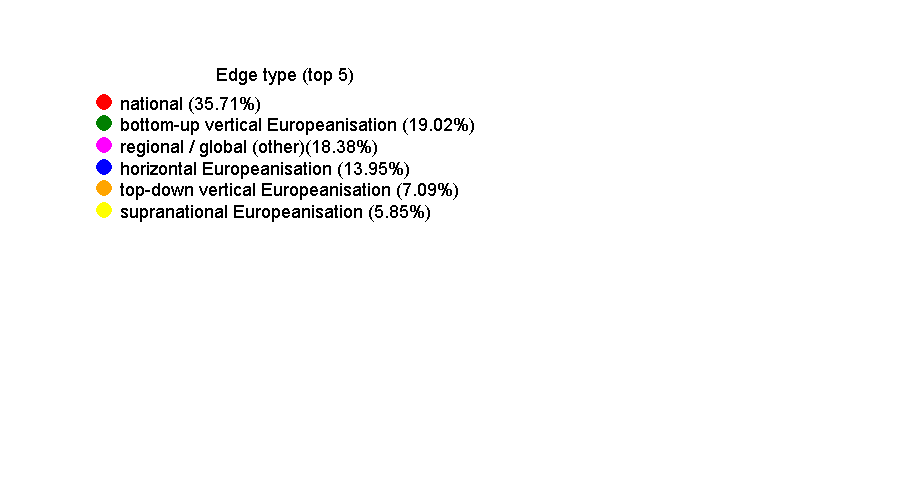 Edge type (top 5)
national (35.71%)
bottom-up vertical Europeanisation (19.02%)
regional / global (other)(18.38%)
horizontal Europeanisation (13.95%)
top-down vertical Europeanisation (7.09%)
supranational Europeanisation (5.85%)